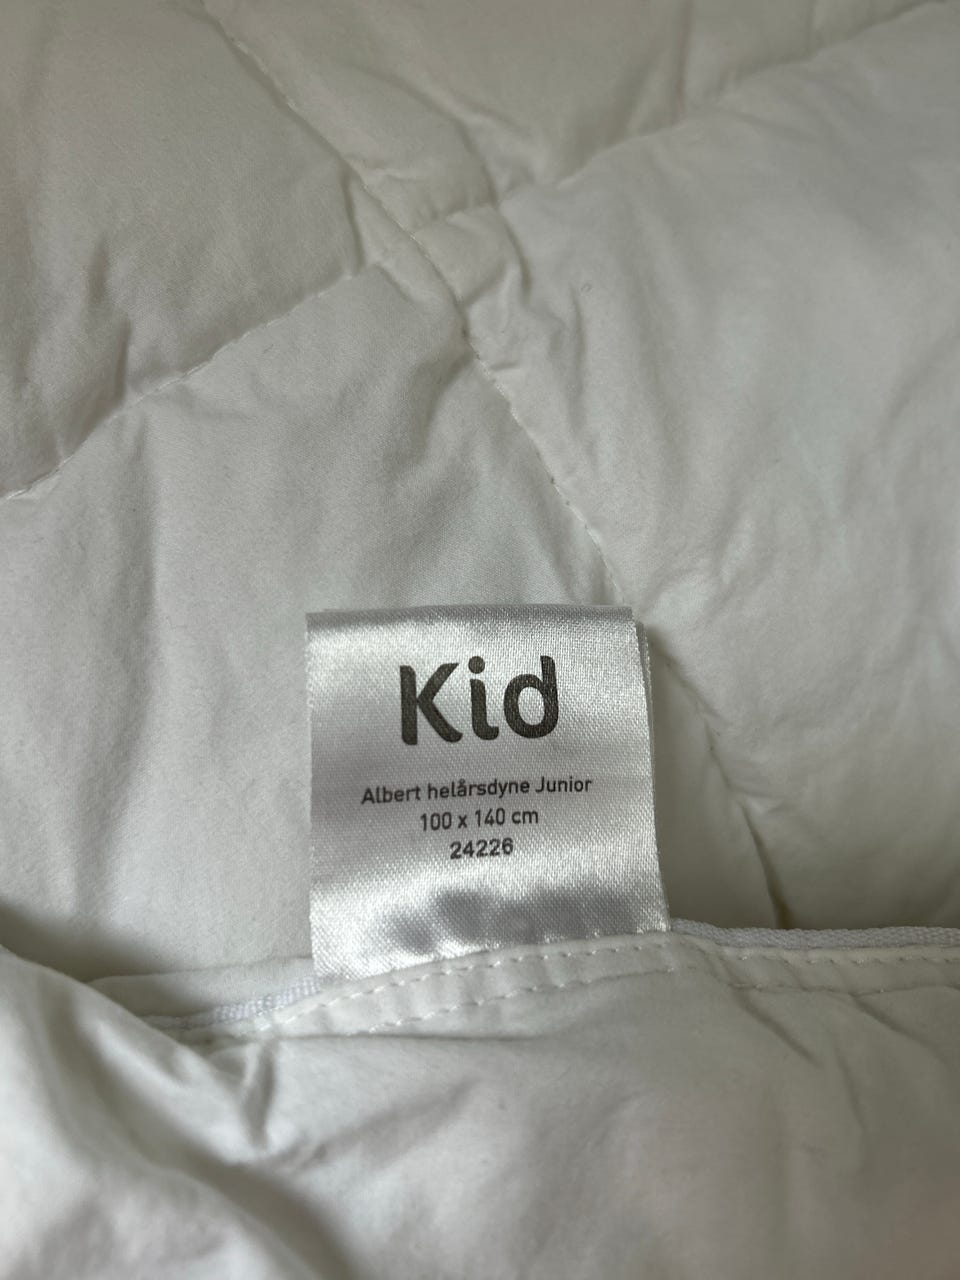 Kid
Albert helårsdyne Junior
100 x 140 cm
24226